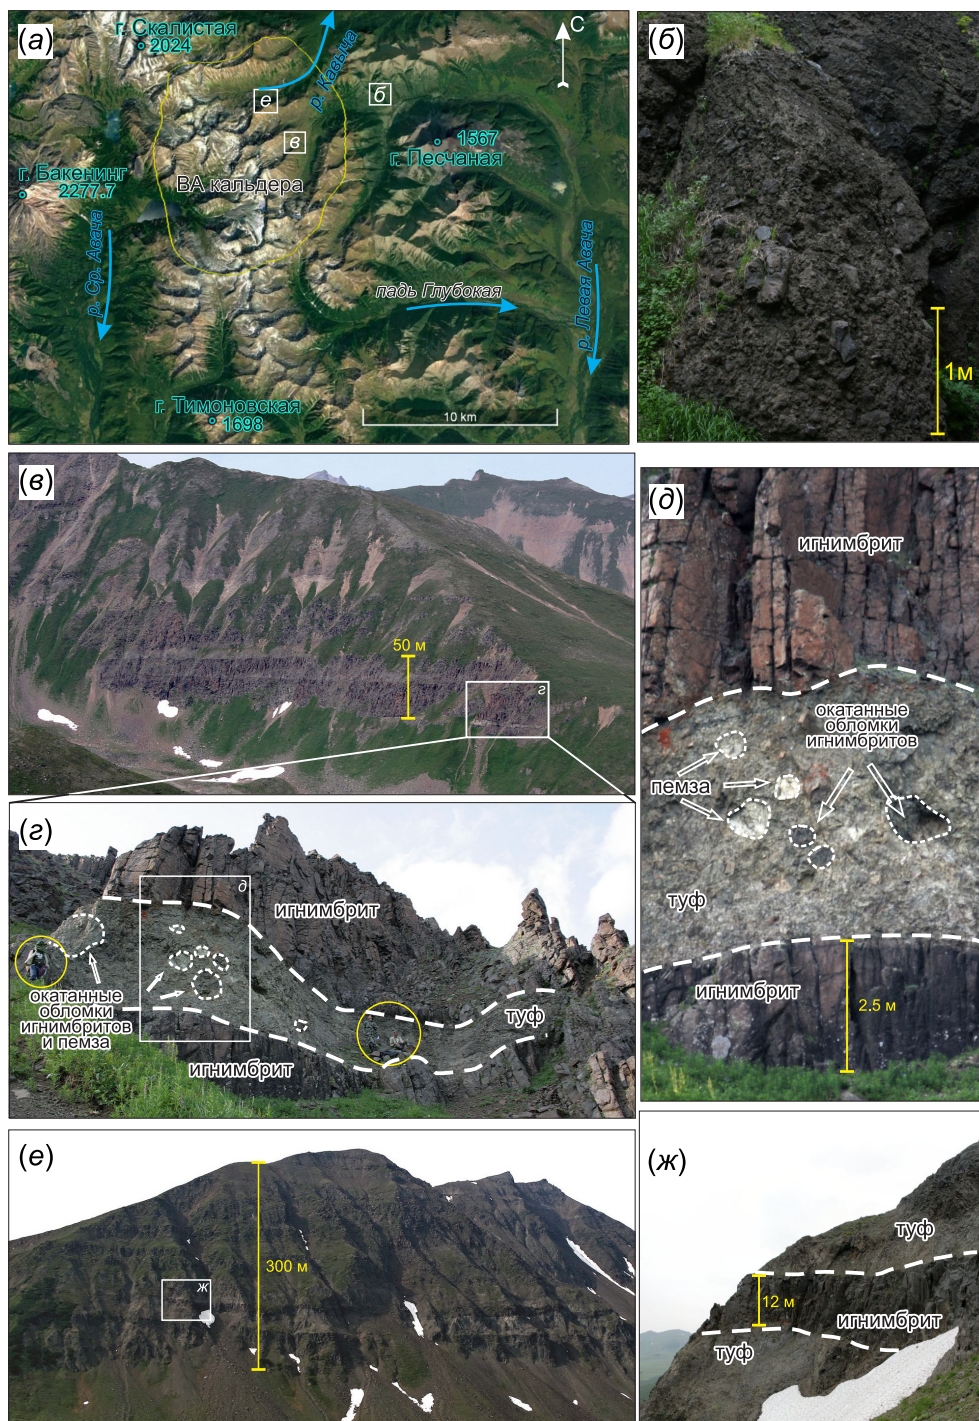 (а)
г. Скалистая
2024
р. Кавыча
С
е
б
в
1567
г. Песчаная
г. Бакенинг
2277.7
ВА кальдера
р. Ср. Авача
падь Глубокая
р. Левая Авача
г. Тимоновская
1698
10 km
(б)
1м
(в)
50 м
г
(г)
д
игнимбрит
окатанные
обломки
игнимбритов
и пемза
туф
игнимбрит
(д)
игнимбрит
окатанные
обломки
игнимбритов
пемза
туф
игнимбрит
2.5 м
(е)
300 м
ж
(ж)
туф
12 м
игнимбрит
туф